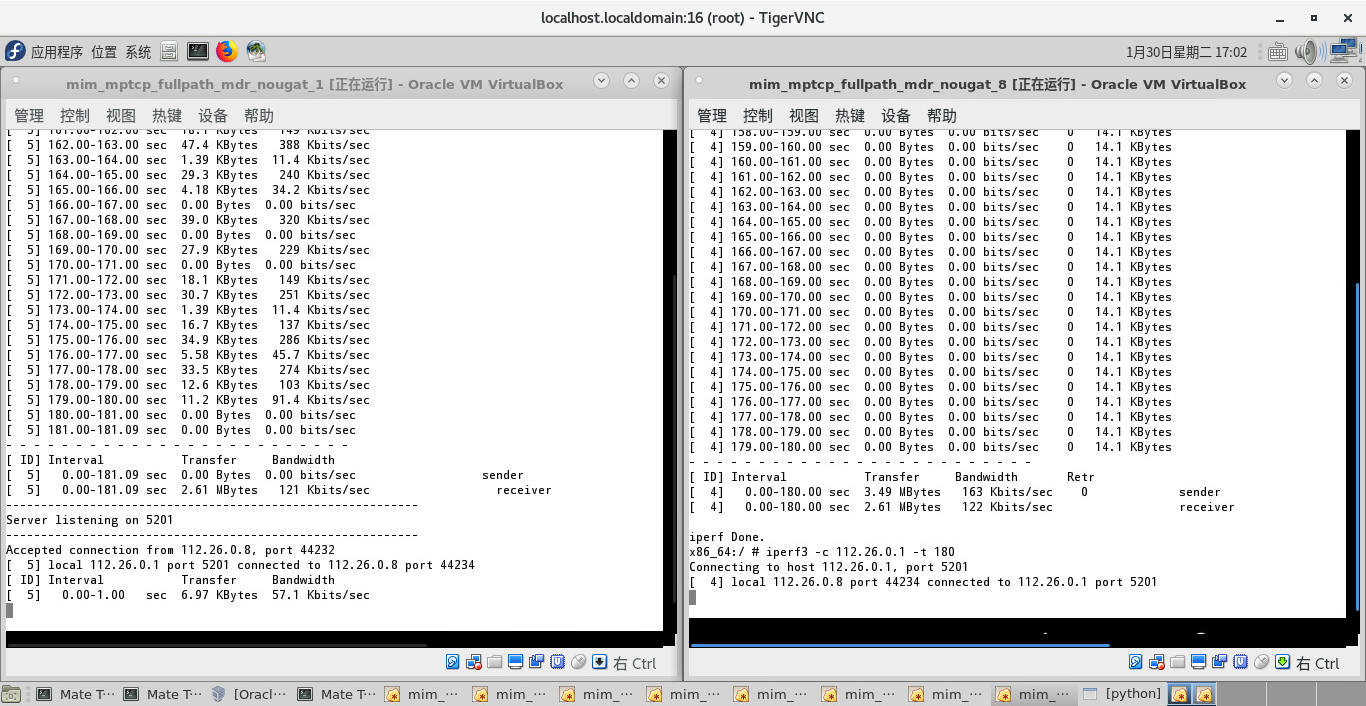 localhost.localdomain:16 (root) - TigerVNC
应用程序 位置 系统
1月30日星期二 17:02
mim_mptcp_fullpath_mdr_nougat_1 [正在运行] - Oracle VM VirtualBox
管理 控制 视图 热键 设备 帮助
[  5] 161.00-162.00 sec  18.1 KBytes   149 Kbits/sec
[  5] 162.00-163.00 sec  47.4 KBytes   388 Kbits/sec
[  5] 163.00-164.00 sec  1.39 KBytes  11.4 Kbits/sec
[  5] 164.00-165.00 sec  29.3 KBytes   240 Kbits/sec
[  5] 165.00-166.00 sec  4.18 KBytes  34.2 Kbits/sec
[  5] 166.00-167.00 sec  0.00 Bytes  0.00 bits/sec
[  5] 167.00-168.00 sec  39.0 KBytes   320 Kbits/sec
[  5] 168.00-169.00 sec  0.00 Bytes  0.00 bits/sec
[  5] 169.00-170.00 sec  27.9 KBytes   229 Kbits/sec
[  5] 170.00-171.00 sec  0.00 Bytes  0.00 bits/sec
[  5] 171.00-172.00 sec  18.1 KBytes   149 Kbits/sec
[  5] 172.00-173.00 sec  30.7 KBytes   251 Kbits/sec
[  5] 173.00-174.00 sec  1.39 KBytes  11.4 Kbits/sec
[  5] 174.00-175.00 sec  16.7 KBytes   137 Kbits/sec
[  5] 175.00-176.00 sec  34.9 KBytes   286 Kbits/sec
[  5] 176.00-177.00 sec  5.58 KBytes  45.7 Kbits/sec
[  5] 177.00-178.00 sec  33.5 KBytes   274 Kbits/sec
[  5] 178.00-179.00 sec  12.6 KBytes   103 Kbits/sec
[  5] 179.00-180.00 sec  11.2 KBytes  91.4 Kbits/sec
[  5] 180.00-181.00 sec  0.00 Bytes  0.00 bits/sec
[  5] 181.00-181.09 sec  0.00 Bytes  0.00 bits/sec
- - - - - - - - - - - - - - - - - - - - - - - - -
[ ID] Interval           Transfer     Bandwidth
[  5]   0.00-181.09 sec  0.00 Bytes  0.00 bits/sec                  sender
[  5]   0.00-181.09 sec  2.61 MBytes   121 Kbits/sec                  receiver
-----------------------------------------------------------
Server listening on 5201
-----------------------------------------------------------
Accepted connection from 112.26.0.8, port 44232
[  5] local 112.26.0.1 port 5201 connected to 112.26.0.8 port 44234
[ ID] Interval           Transfer     Bandwidth
[  5]   0.00-1.00   sec  6.97 KBytes  57.1 Kbits/sec
右 Ctrl
mim_mptcp_fullpath_mdr_nougat_8 [正在运行] - Oracle VM VirtualBox
管理 控制 视图 热键 设备 帮助
[  4] 158.00-159.00 sec  0.00 Bytes  0.00 bits/sec    0   14.1 KBytes
[  4] 159.00-160.00 sec  0.00 Bytes  0.00 bits/sec    0   14.1 KBytes
[  4] 160.00-161.00 sec  0.00 Bytes  0.00 bits/sec    0   14.1 KBytes
[  4] 161.00-162.00 sec  0.00 Bytes  0.00 bits/sec    0   14.1 KBytes
[  4] 162.00-163.00 sec  0.00 Bytes  0.00 bits/sec    0   14.1 KBytes
[  4] 163.00-164.00 sec  0.00 Bytes  0.00 bits/sec    0   14.1 KBytes
[  4] 164.00-165.00 sec  0.00 Bytes  0.00 bits/sec    0   14.1 KBytes
[  4] 165.00-166.00 sec  0.00 Bytes  0.00 bits/sec    0   14.1 KBytes
[  4] 166.00-167.00 sec  0.00 Bytes  0.00 bits/sec    0   14.1 KBytes
[  4] 167.00-168.00 sec  0.00 Bytes  0.00 bits/sec    0   14.1 KBytes
[  4] 168.00-169.00 sec  0.00 Bytes  0.00 bits/sec    0   14.1 KBytes
[  4] 169.00-170.00 sec  0.00 Bytes  0.00 bits/sec    0   14.1 KBytes
[  4] 170.00-171.00 sec  0.00 Bytes  0.00 bits/sec    0   14.1 KBytes
[  4] 171.00-172.00 sec  0.00 Bytes  0.00 bits/sec    0   14.1 KBytes
[  4] 172.00-173.00 sec  0.00 Bytes  0.00 bits/sec    0   14.1 KBytes
[  4] 173.00-174.00 sec  0.00 Bytes  0.00 bits/sec    0   14.1 KBytes
[  4] 174.00-175.00 sec  0.00 Bytes  0.00 bits/sec    0   14.1 KBytes
[  4] 175.00-176.00 sec  0.00 Bytes  0.00 bits/sec    0   14.1 KBytes
[  4] 176.00-177.00 sec  0.00 Bytes  0.00 bits/sec    0   14.1 KBytes
[  4] 177.00-178.00 sec  0.00 Bytes  0.00 bits/sec    0   14.1 KBytes
[  4] 178.00-179.00 sec  0.00 Bytes  0.00 bits/sec    0   14.1 KBytes
[  4] 179.00-180.00 sec  0.00 Bytes  0.00 bits/sec    0   14.1 KBytes
- - - - - - - - - - - - - - - - - - - - - - - - -
[ ID] Interval           Transfer     Bandwidth       Retr
[  4]   0.00-180.00 sec  3.49 MBytes   163 Kbits/sec    0             sender
[  4]   0.00-180.00 sec  2.61 MBytes   122 Kbits/sec                  receiver
iperf Done.
x86_64:/ # iperf3 -c 112.26.0.1 -t 180
Connecting to host 112.26.0.1, port 5201
[  4] local 112.26.0.8 port 44234 connected to 112.26.0.1 port 5201
右 Ctrl
Mate T··· Mate T··· [Oracl··· Mate T··· mim_··· mim_··· mim_··· mim_··· mim_··· mim_··· mim_··· mim_··· [python]